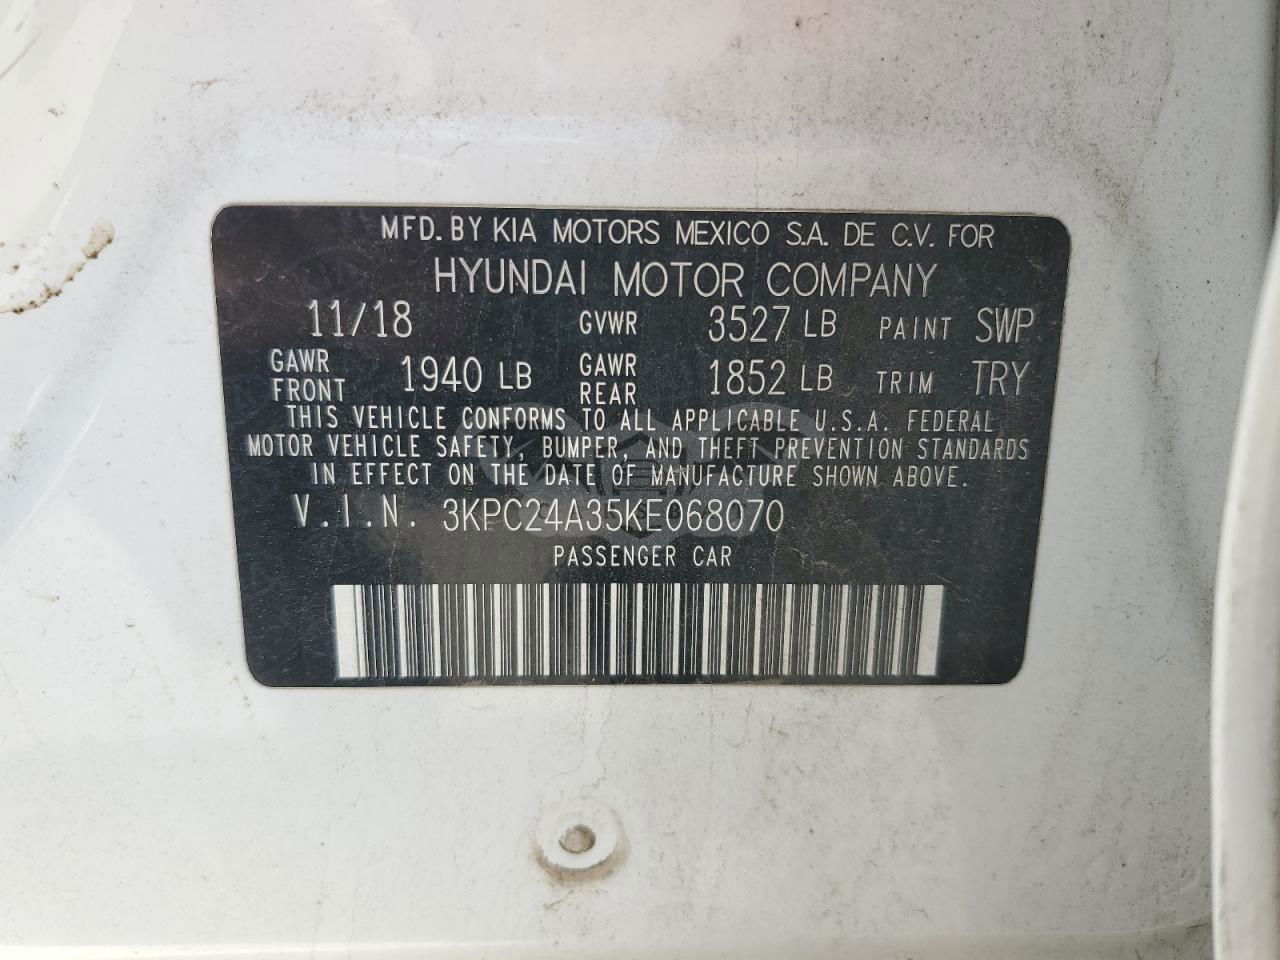 MFD. BY KIA MOTORS MEXICO S.A. DE C.V. FOR
HYUNDAI MOTOR COMPANY
11/18 GVWR 3527 LB PAINT SWP
GAWR FRONT 1940 LB GAWR REAR 1852 LB TRIM TRY
THIS VEHICLE CONFORMS TO ALL APPLICABLE U.S.A. FEDERAL
MOTOR VEHICLE SAFETY, BUMPER, AND THEFT PREVENTION STANDARDS
IN EFFECT ON THE DATE OF MANUFACTURE SHOWN ABOVE.
V.I.N. 3KPC24A35KE068070
PASSENGER CAR